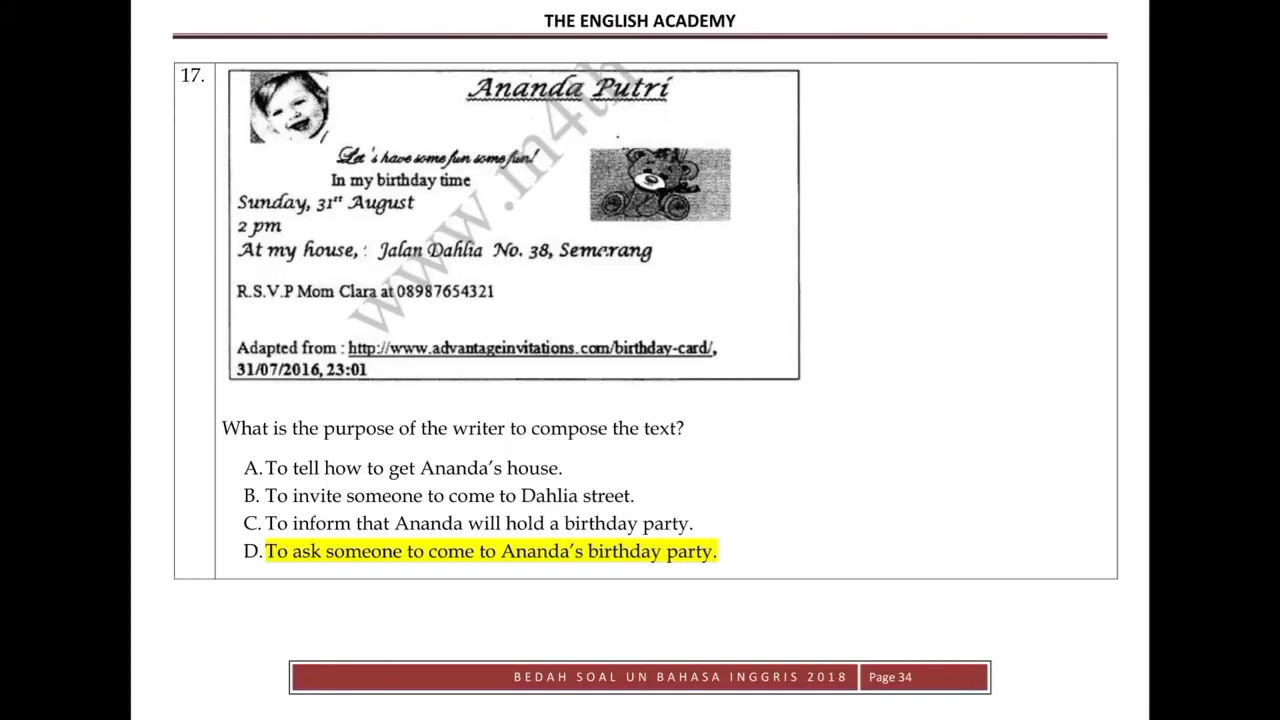 THE ENGLISH ACADEMY
17.
Ananda Putri
Let's have some fun some fun!
In my birthday time
Sunday, 31st August
2 pm
At my house, : Jalan Dahlia No. 38, Semarang
R.S.V.P Mom Clara at 08987654321
Adapted from : http://www.advantageinvitations.com/birthday-card/,
31/07/2016, 23:01
www.m4th
What is the purpose of the writer to compose the text?
A. To tell how to get Ananda's house.
B. To invite someone to come to Dahlia street.
C. To inform that Ananda will hold a birthday party.
D. To ask someone to come to Ananda's birthday party.
BEDAH SOAL UN BAHASA INGGRIS 2018 Page 34